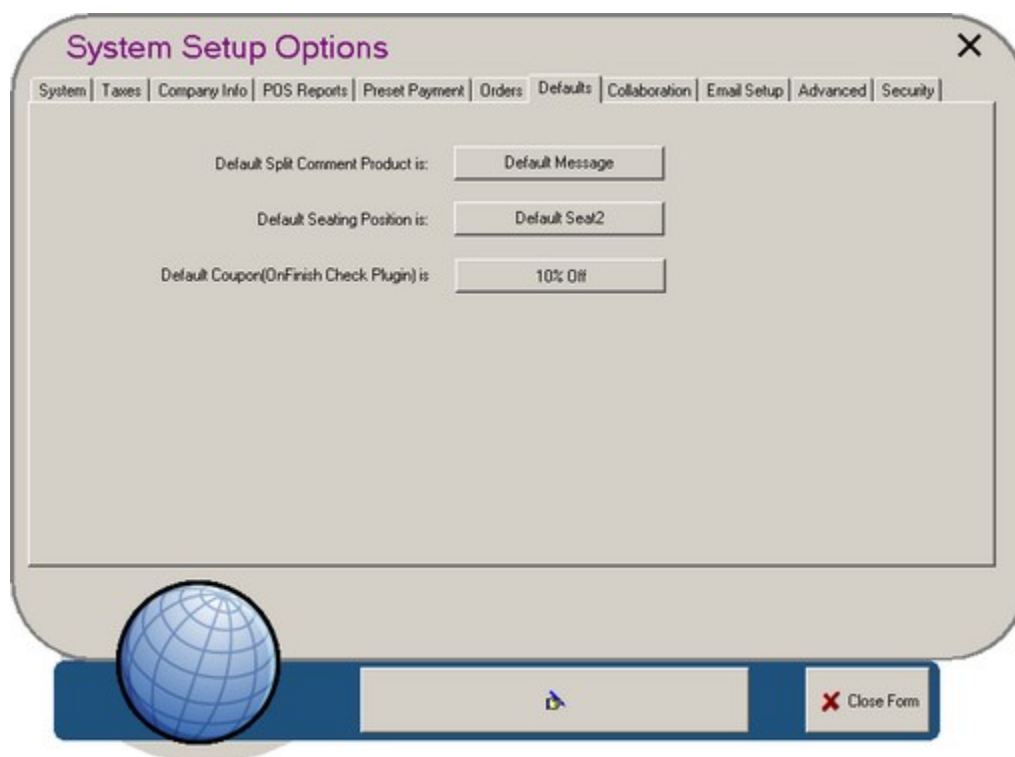 System Setup Options
System Taxes Company Info POS Reports Preset Payment Orders Defaults Collaboration Email Setup Advanced Security
Default Split Comment Product is: Default Message
Default Seating Position is: Default Seat2
Default Coupon(OnFinish Check Plugin) is 10% Off
Close Form